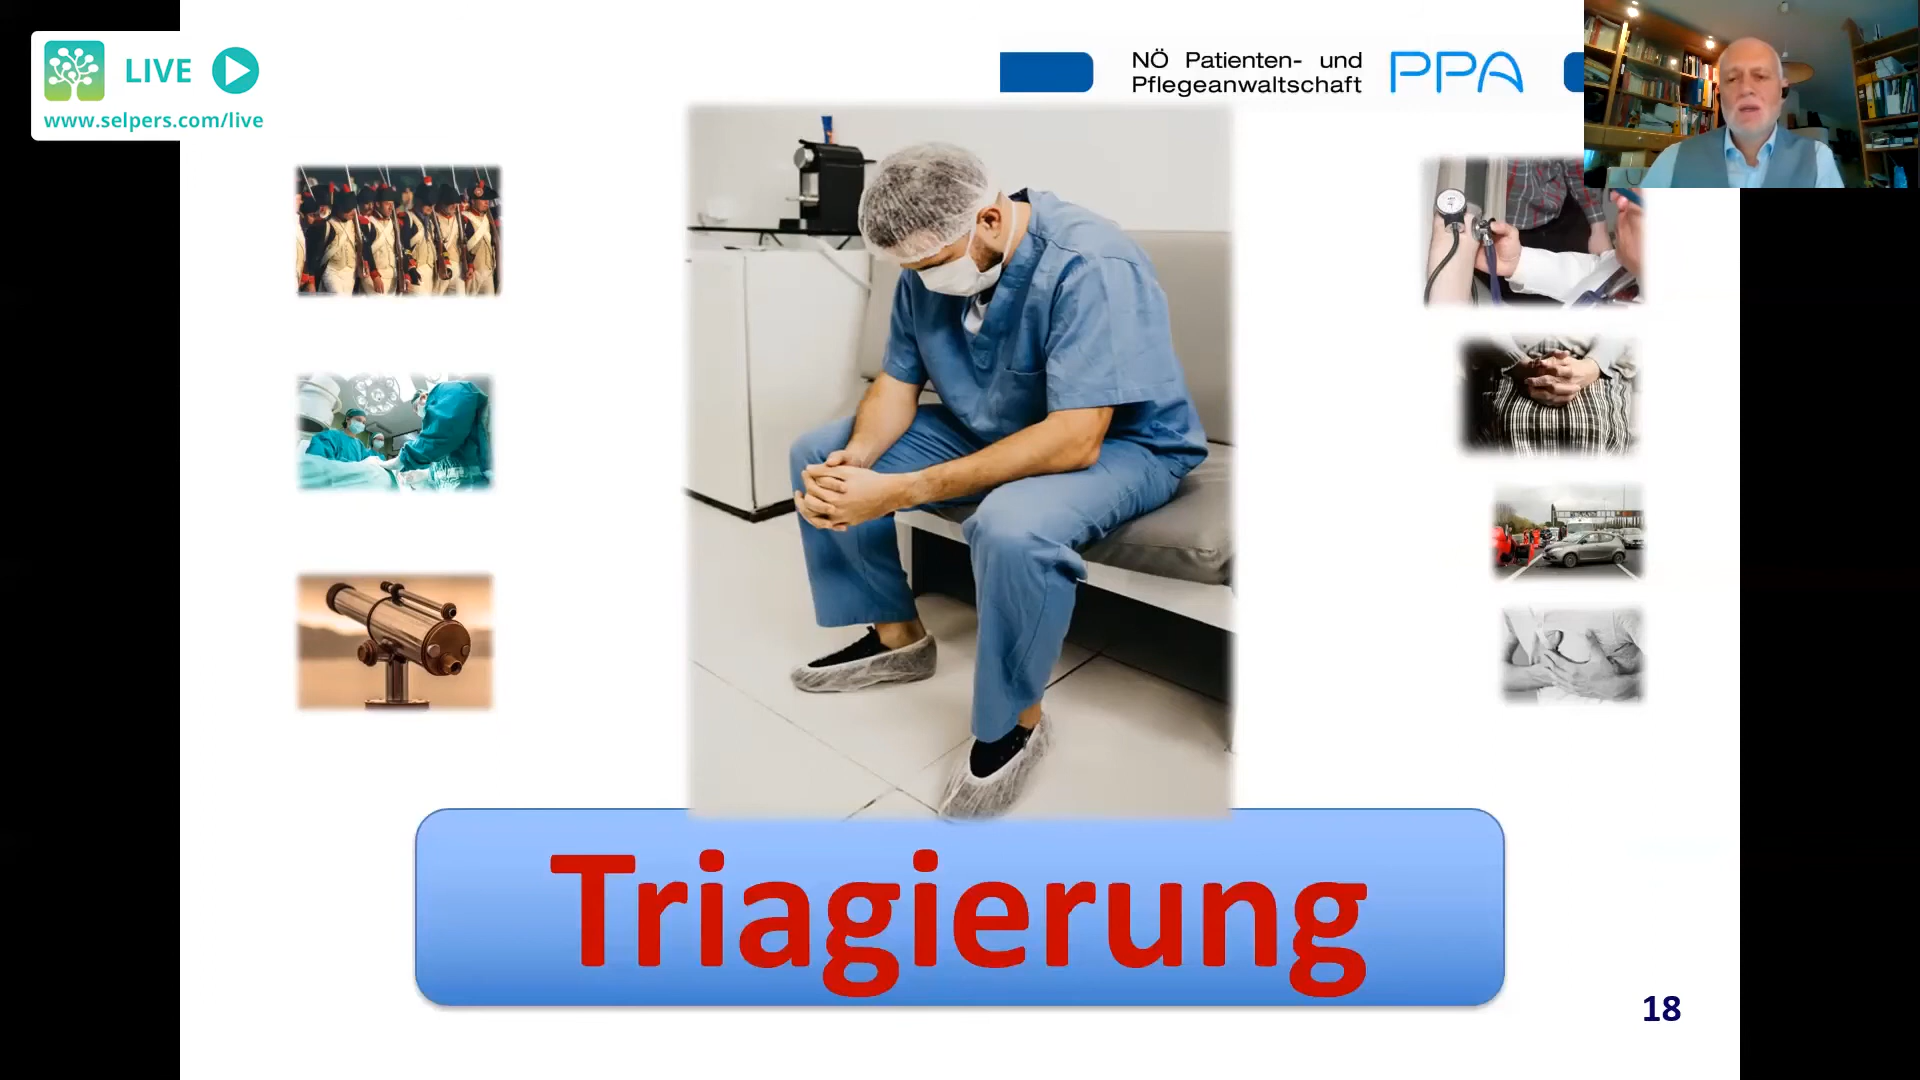 LIVE
www.selpers.com/live
NÖ Patienten- und
Pflegeanwaltschaft
PPA
Triagierung
18